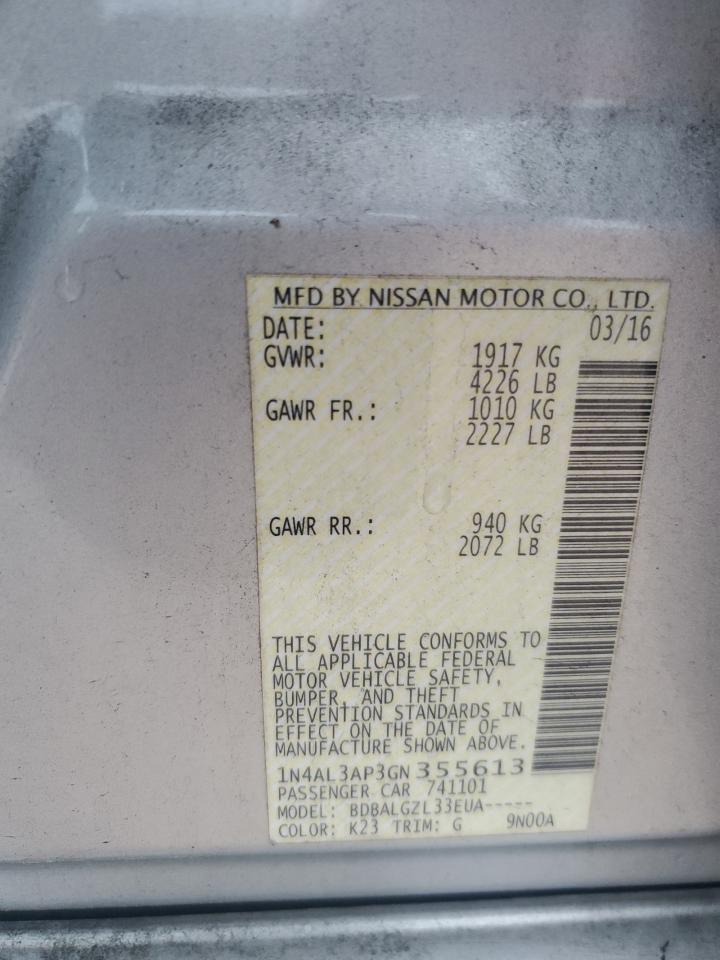 MFD BY NISSAN MOTOR CO., LTD.
DATE: 03/16
GVWR: 1917 KG
4226 LB
GAWR FR.: 1010 KG
2227 LB
GAWR RR.: 940 KG
2072 LB
THIS VEHICLE CONFORMS TO
ALL APPLICABLE FEDERAL
MOTOR VEHICLE SAFETY,
BUMPER, AND THEFT
PREVENTION STANDARDS IN
EFFECT ON THE DATE OF
MANUFACTURE SHOWN ABOVE.
1N4AL3AP3GN355613
PASSENGER CAR 741101
MODEL: BDBALGZL33EUA-----
COLOR: K23 TRIM: G 9N00A